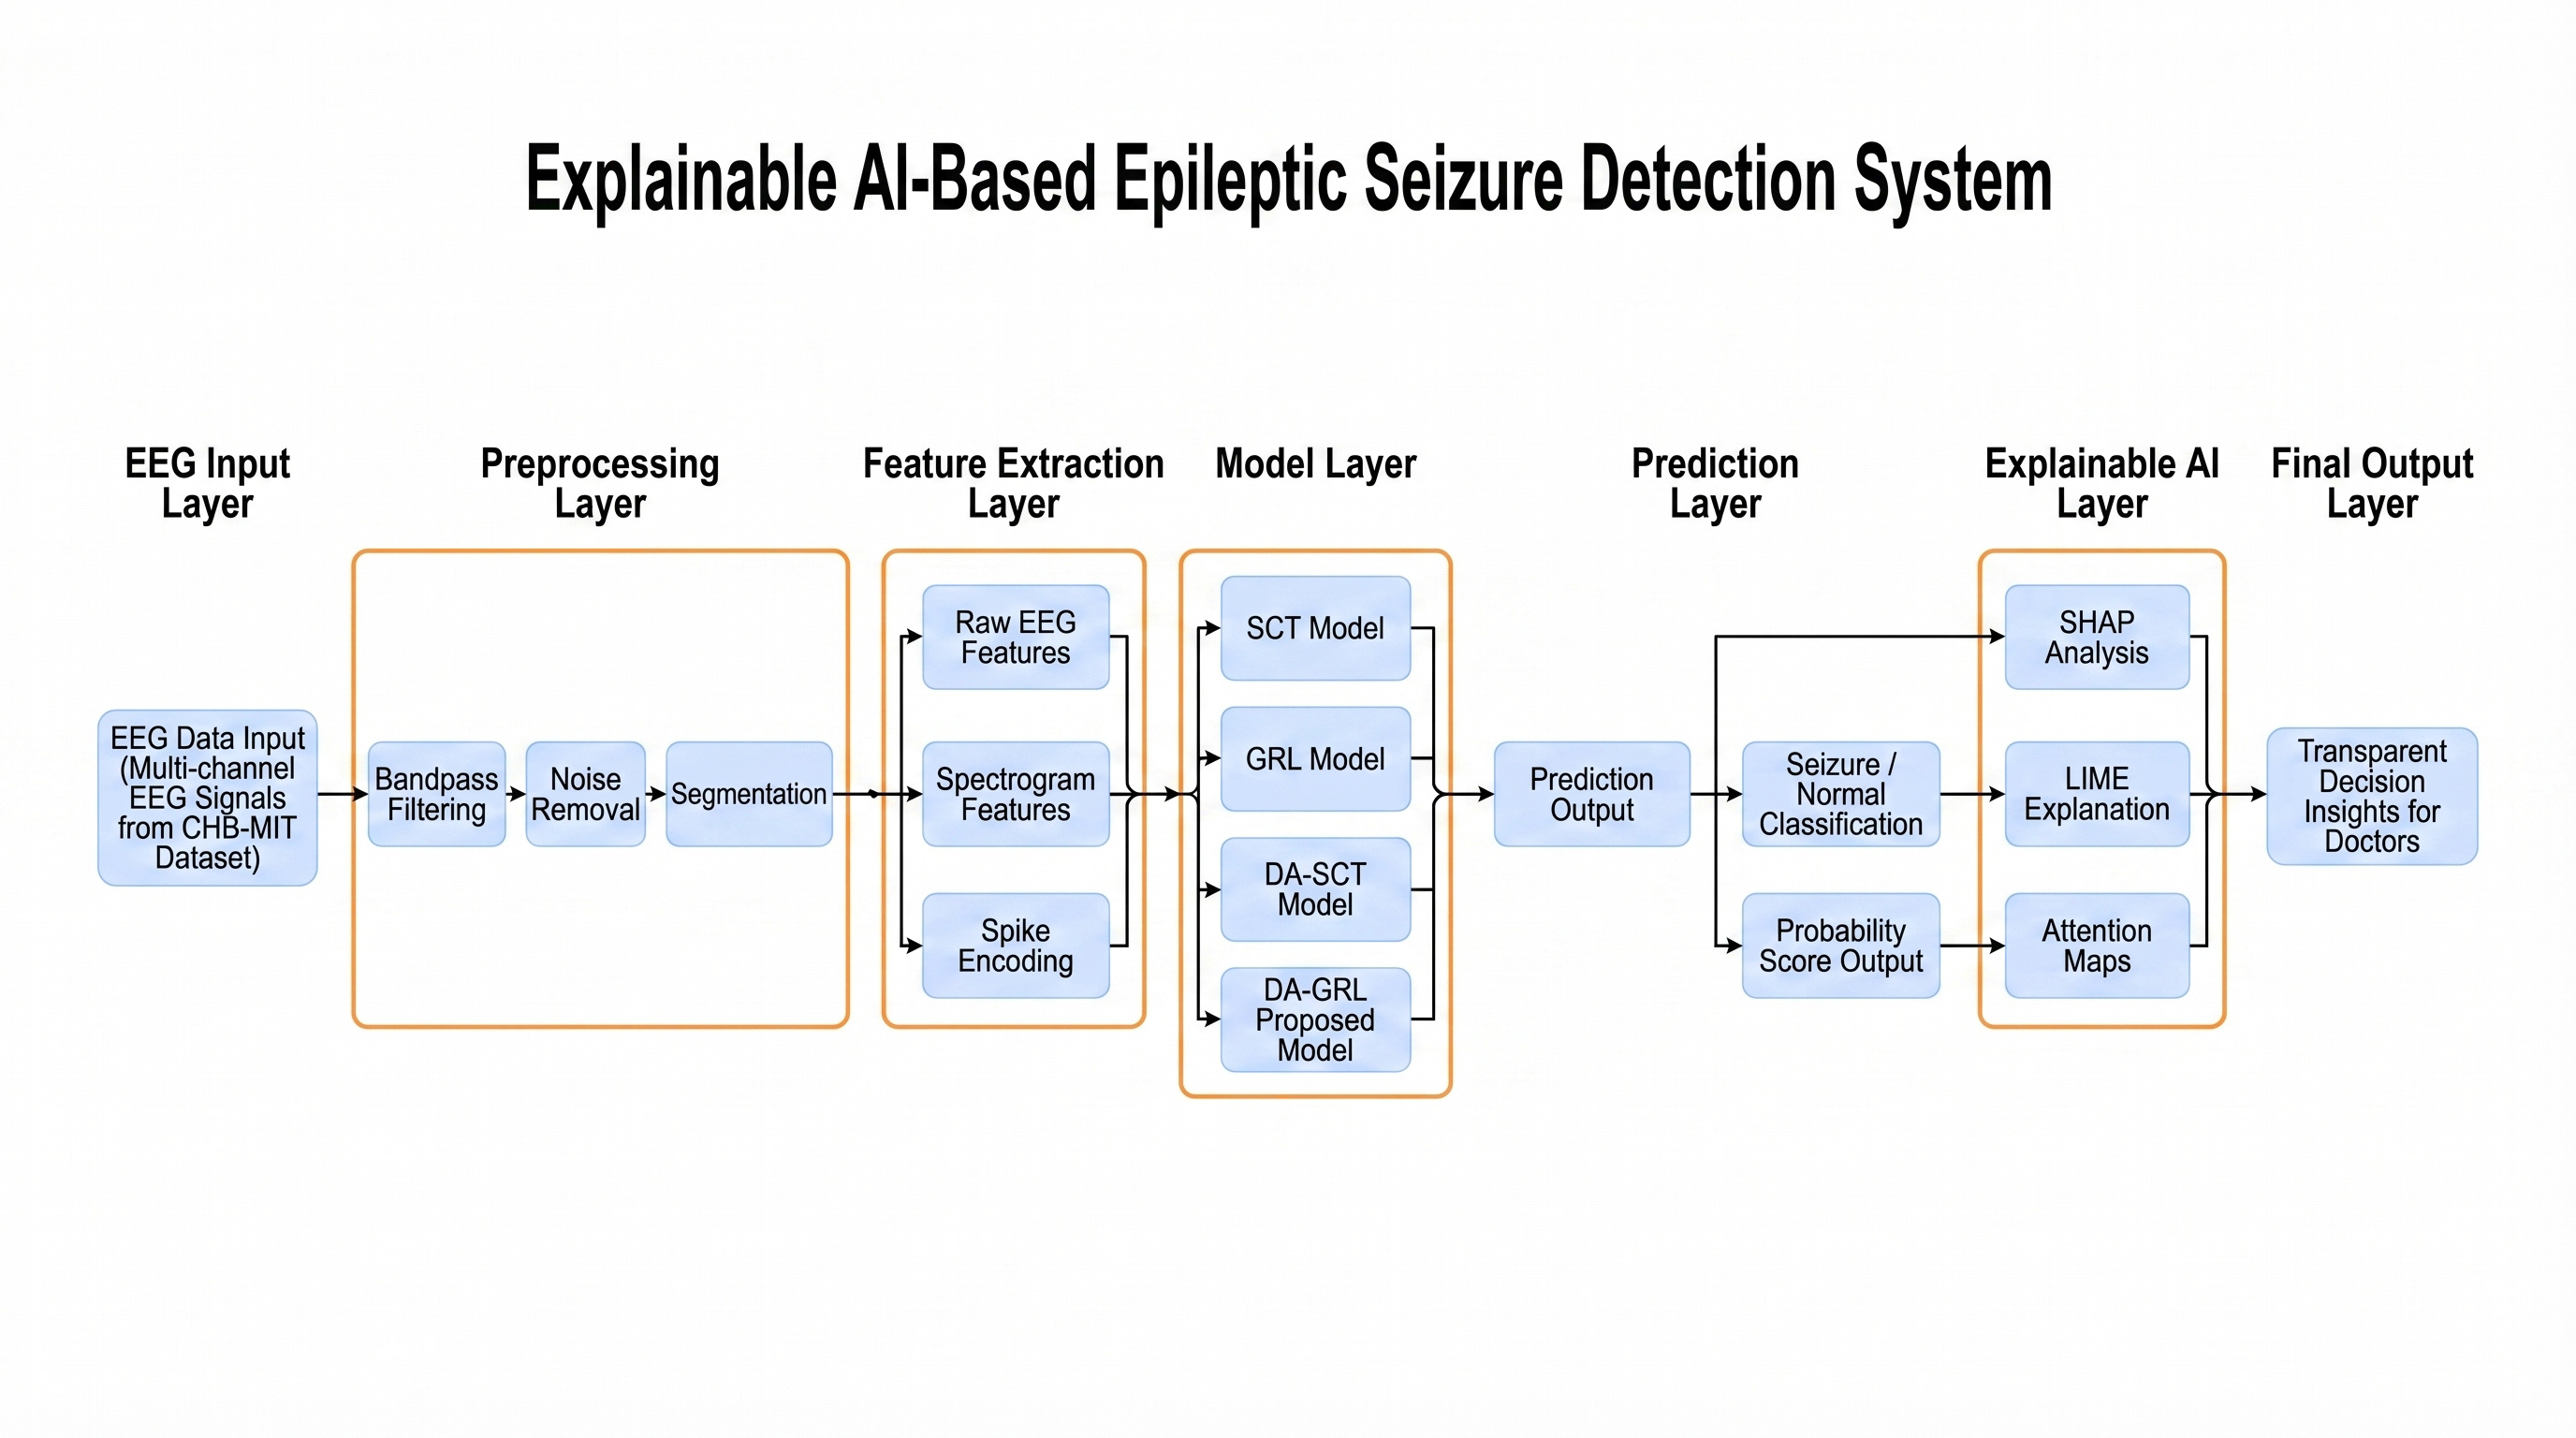 Explainable AI-Based Epileptic Seizure Detection System
EEG Input
Layer
Preprocessing
Layer
Feature Extraction
Layer
Model Layer
Prediction
Layer
Explainable AI
Layer
Final Output
Layer
EEG Data Input
(Multi-channel
EEG Signals
from CHB-MIT
Dataset)
Bandpass
Filtering
Noise
Removal
Segmentation
Raw EEG
Features
Spectrogram
Features
Spike
Encoding
SCT Model
GRL Model
DA-SCT
Model
DA-GRL
Proposed
Model
Prediction
Output
Seizure /
Normal
Classification
Probability
Score Output
SHAP
Analysis
LIME
Explanation
Attention
Maps
Transparent
Decision
Insights for
Doctors